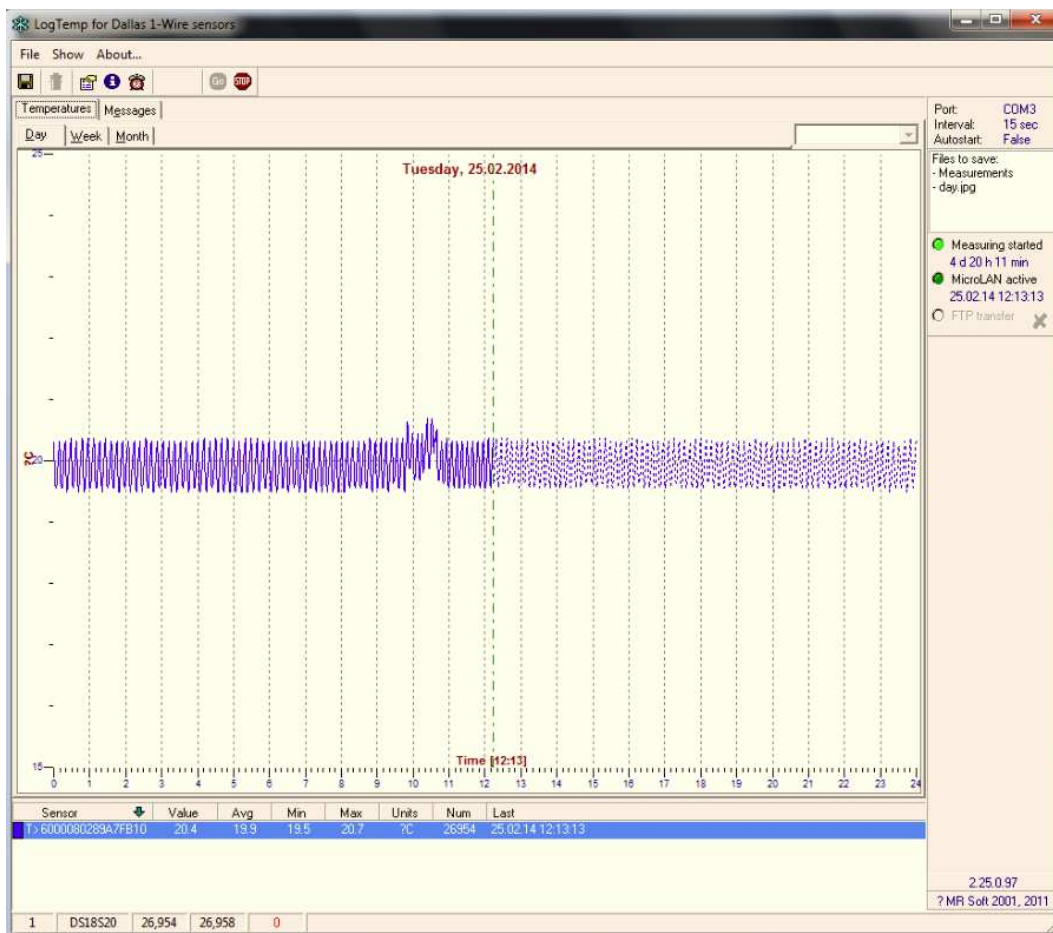 LogTemp for Dallas 1-Wire sensors
File Show About...
Go STOP
Temperatures Messages
Day Week Month
Port: COM3
Interval: 15 sec
Autostart: False
Files to save:
- Measurements
- day.jpg
Measuring started
4 d 20 h 11 min
MicroLAN active
25.02.14 12:13:13
FTP transfer
Tuesday, 25.02.2014
25
?C
20
15
Time [12:13]
0 1 2 3 4 5 6 7 8 9 10 11 12 13 14 15 16 17 18 19 20 21 22 23 24
Sensor Value Avg Min Max Units Num Last
T> 6000080289A7FB10 20.4 19.9 19.5 20.7 ?C 26954 25.02.14 12:13:13
2.25.0.97
? MR Soft 2001, 2011
1 DS18S20 26,954 26,958 0